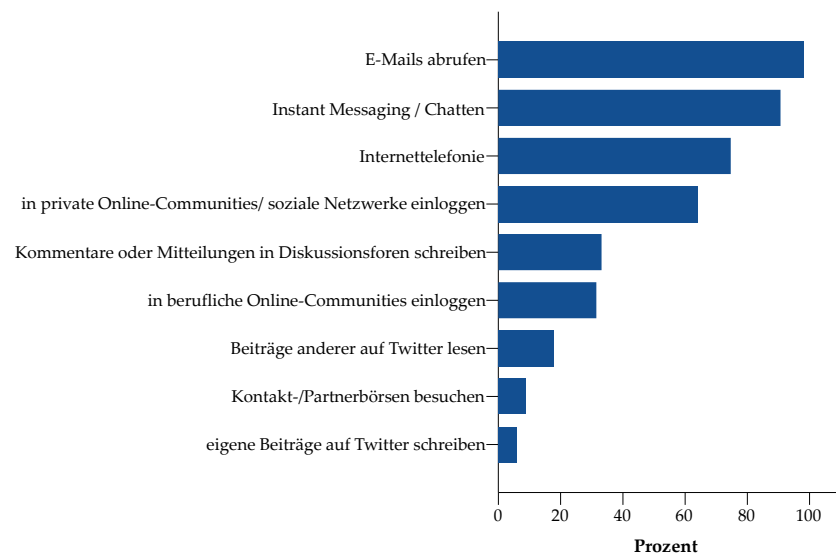 E-Mails abrufen
Instant Messaging / Chatten
Internettelefonie
in private Online-Communities/ soziale Netzwerke einloggen
Kommentare oder Mitteilungen in Diskussionsforen schreiben
in berufliche Online-Communities einloggen
Beiträge anderer auf Twitter lesen
Kontakt-/Partnerbörsen besuchen
eigene Beiträge auf Twitter schreiben
0 20 40 60 80 100
Prozent